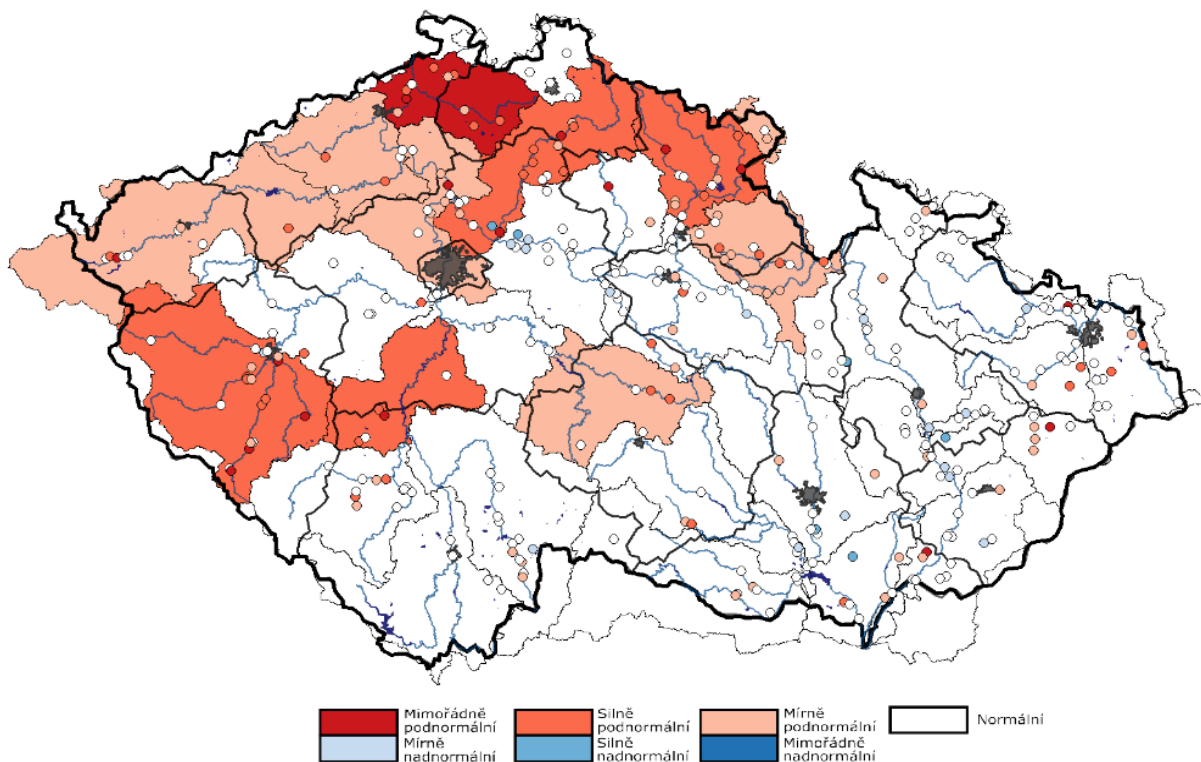 Mimořádně
podnormální
Silně
podnormální
Mírně
podnormální
Normální
Mírně
nadnormální
Silně
nadnormální
Mimořádně
nadnormální